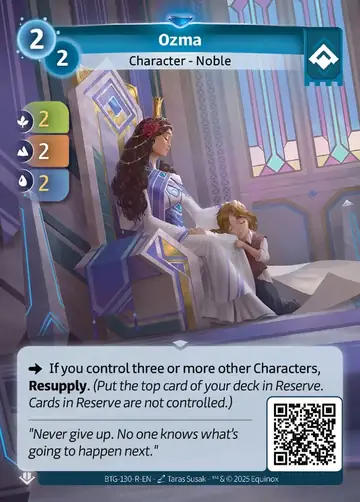 2
2
Ozma
Character - Noble
2
2
2
➔ If you control three or more other Characters,
Resupply. (Put the top card of your deck in Reserve.
Cards in Reserve are not controlled.)
"Never give up. No one knows what's
going to happen next."
BTG-130-R-EN - Taras Susak - ™ & © 2025 Equinox